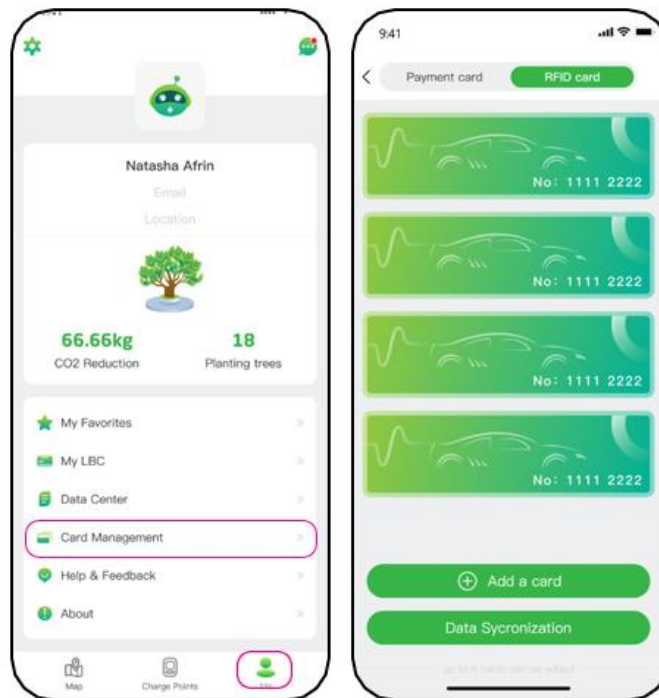 Natasha Afrin
Email
Location
66.66kg
CO2 Reduction
18
Planting trees
My Favorites
My LBC
Data Center
Card Management
Help & Feedback
About
Map
Charge Points
9:41
Payment card
RFID card
No: 1111 2222
No: 1111 2222
No: 1111 2222
No: 1111 2222
Add a card
Data Sycronization